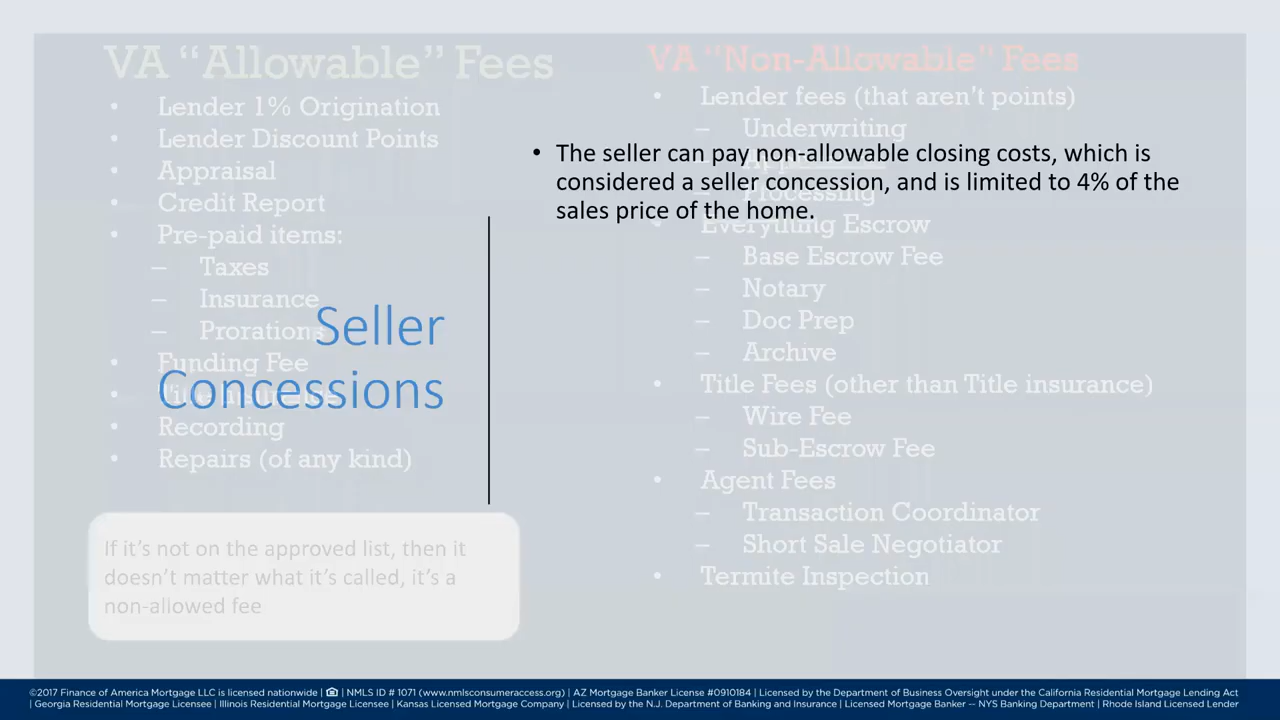 VA “Allowable” Fees
• Lender 1% Origination
• Lender Discount Points
• Appraisal
• Credit Report
• Pre-paid items:
– Taxes
– Insurance
– Prorations
• Funding Fee
• Recording
• Repairs (of any kind)
If it’s not on the approved list, then it
doesn’t matter what it’s called, it’s a
non-allowed fee
Seller
Concessions
VA "Non-Allowable" Fees
• Lender fees (that aren’t points)
– Underwriting
– Processing
• Everything Escrow
– Base Escrow Fee
– Notary
– Doc Prep
– Archive
• Title Fees (other than Title insurance)
– Wire Fee
– Sub-Escrow Fee
• Agent Fees
– Transaction Coordinator
– Short Sale Negotiator
• Termite Inspection
• The seller can pay non-allowable closing costs, which is
considered a seller concession, and is limited to 4% of the
sales price of the home.
©2017 Finance of America Mortgage LLC is licensed nationwide | | NMLS ID # 1071 (www.nmlsconsumeraccess.org) | AZ Mortgage Banker License #0910184 | Licensed by the Department of Business Oversight under the California Residential Mortgage Lending Act
| Georgia Residential Mortgage Licensee | Illinois Residential Mortgage Licensee | Kansas Licensed Mortgage Company | Licensed by the N.J. Department of Banking and Insurance | Licensed Mortgage Banker -- NYS Banking Department | Rhode Island Licensed Lender